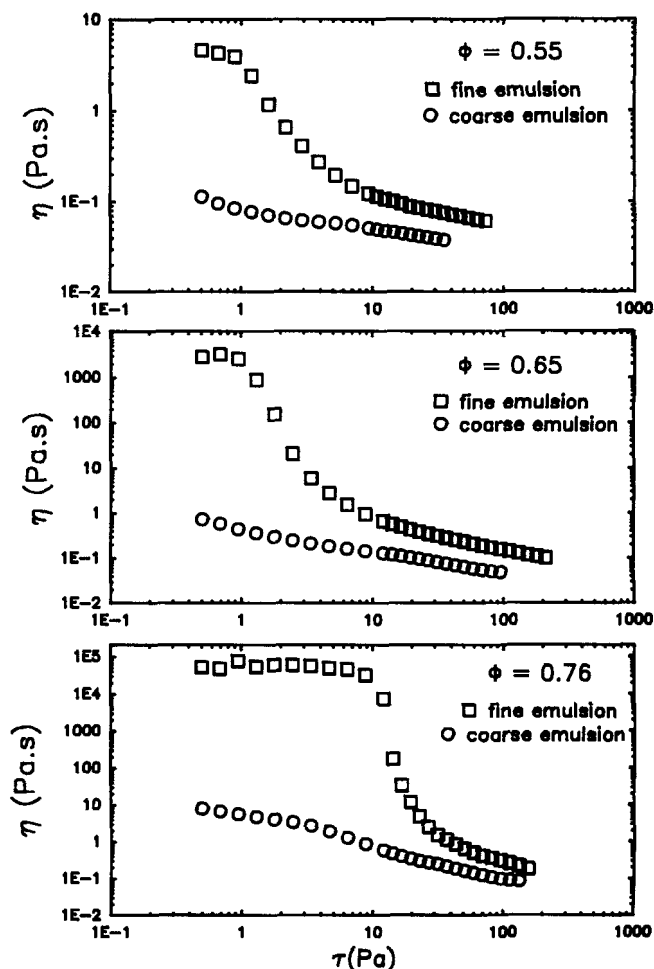 10
ϕ = 0.55
fine emulsion
coarse emulsion
1
η (Pa.s)
1E-1
1E-2
1E-1
1
10
100
1000
1E4
ϕ = 0.65
1000
fine emulsion
coarse emulsion
100
η (Pa.s)
10
1
1E-1
1E-2
1E-1
1
10
100
1000
1E5
ϕ = 0.76
1E4
fine emulsion
coarse emulsion
1000
100
η (Pa.s)
10
1
1E-1
1E-2
1E-1
1
10
100
1000
τ(Pa)